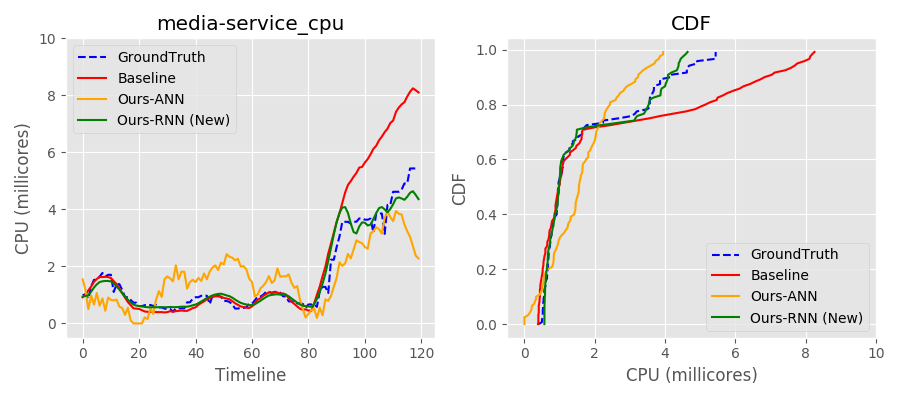 media-service_cpu
CPU (millicores)
10
8
6
4
2
0
GroundTruth
Baseline
Ours-ANN
Ours-RNN (New)
0 20 40 60 80 100 120
Timeline
CDF
CDF
1.0
0.8
0.6
0.4
0.2
0.0
GroundTruth
Baseline
Ours-ANN
Ours-RNN (New)
0 2 4 6 8 10
CPU (millicores)